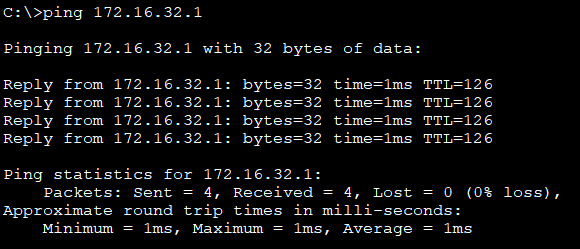 C:\>ping 172.16.32.1
Pinging 172.16.32.1 with 32 bytes of data:
Reply from 172.16.32.1: bytes=32 time=1ms TTL=126
Reply from 172.16.32.1: bytes=32 time=1ms TTL=126
Reply from 172.16.32.1: bytes=32 time=1ms TTL=126
Reply from 172.16.32.1: bytes=32 time=1ms TTL=126
Ping statistics for 172.16.32.1:
    Packets: Sent = 4, Received = 4, Lost = 0 (0% loss),
Approximate round trip times in milli-seconds:
    Minimum = 1ms, Maximum = 1ms, Average = 1ms